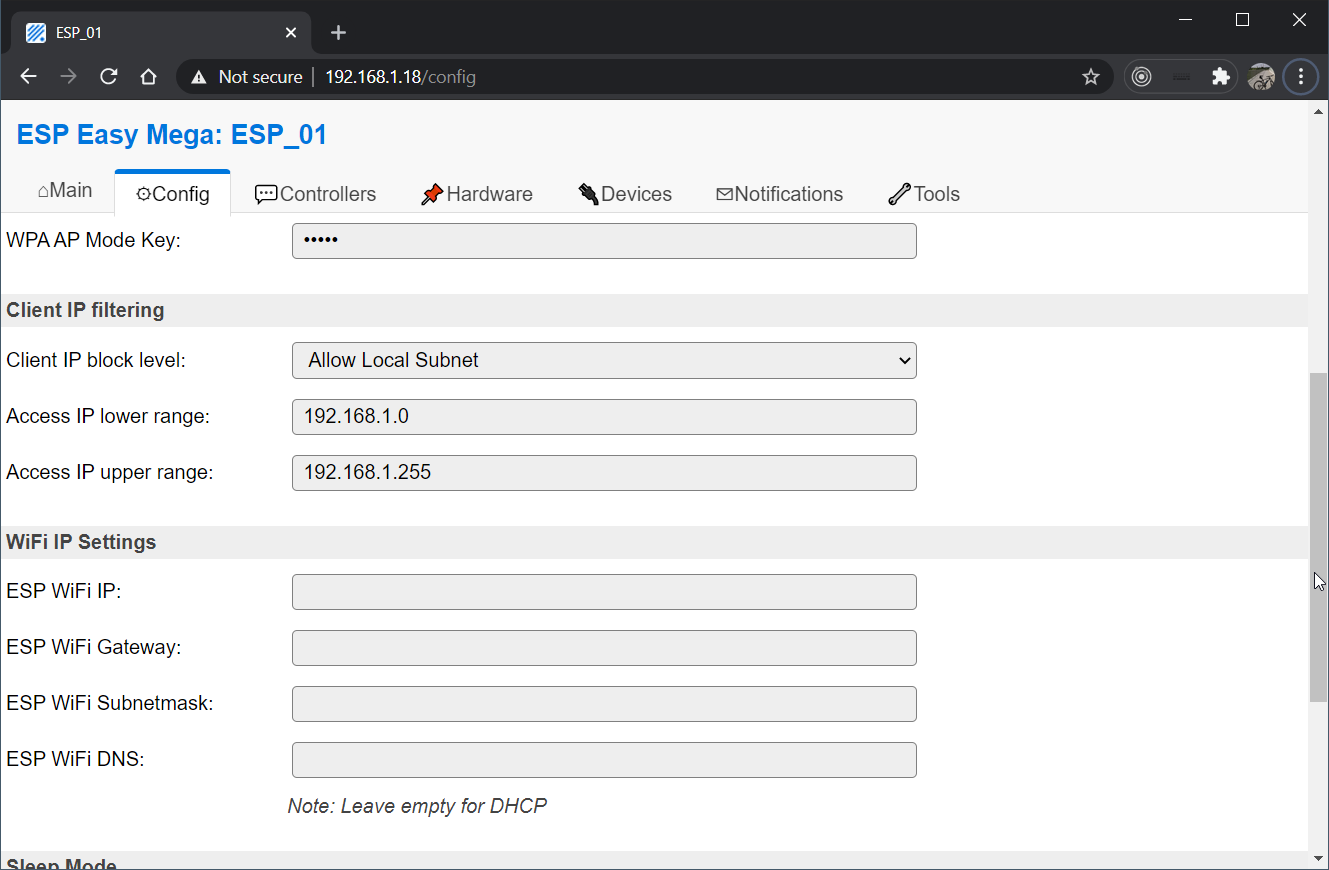 ESP_01
Not secure 192.168.1.18/config
ESP Easy Mega: ESP_01
Main Config Controllers Hardware Devices Notifications Tools
WPA AP Mode Key: •••••
Client IP filtering
Client IP block level: Allow Local Subnet
Access IP lower range: 192.168.1.0
Access IP upper range: 192.168.1.255
WiFi IP Settings
ESP WiFi IP:
ESP WiFi Gateway:
ESP WiFi Subnetmask:
ESP WiFi DNS:
Note: Leave empty for DHCP
Sleep Mode